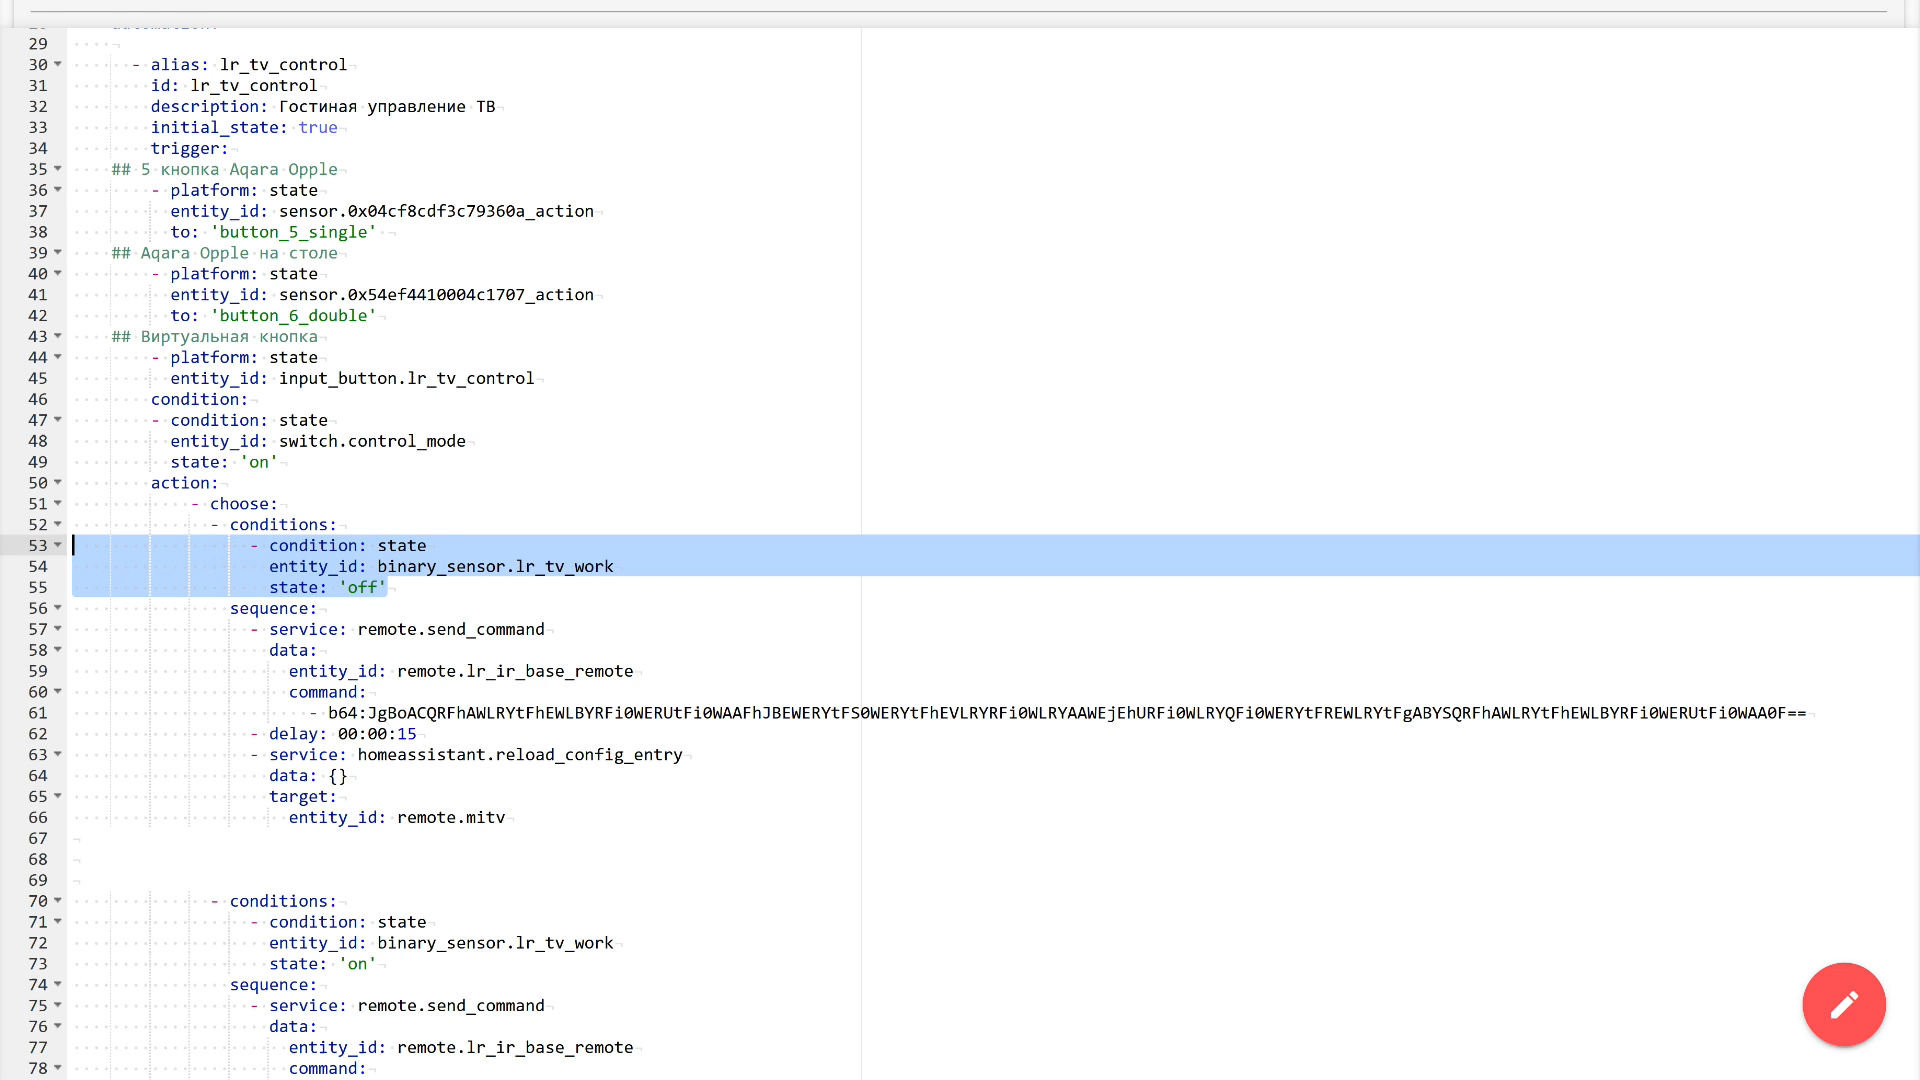 29
30 - alias: lr_tv_control
31 id: lr_tv_control
32 description: Гостиная управление ТВ
33 initial_state: true
34 trigger:
35 ## 5 кнопка Aqara Opple
36 - platform: state
37 entity_id: sensor.0x04cf8cdf3c79360a_action
38 to: 'button_5_single'
39 ## Aqara Opple на столе
40 - platform: state
41 entity_id: sensor.0x54ef4410004c1707_action
42 to: 'button_6_double'
43 ## Виртуальная кнопка
44 - platform: state
45 entity_id: input_button.lr_tv_control
46 condition:
47 - condition: state
48 entity_id: switch.control_mode
49 state: 'on'
50 action:
51 - choose:
52 - conditions:
53 - condition: state
54 entity_id: binary_sensor.lr_tv_work
55 state: 'off'
56 sequence:
57 - service: remote.send_command
58 data:
59 entity_id: remote.lr_ir_base_remote
60 command:
61 - b64:JgBoACQRFhAWLRYtFhEWLBYRFi0WERUtFi0WAAFhJBEWERYtFS0WERYtFhEVLRYRFi0WLRYAAWEjEhURFi0WLRYQFi0WERYtFREWLRYtFgABYSQRFhAWLRYtFhEWLBYRFi0WERUtFi0WAA0F==
62 - delay: 00:00:15
63 - service: homeassistant.reload_config_entry
64 data: {}
65 target:
66 entity_id: remote.mitv
67
68
69
70 - conditions:
71 - condition: state
72 entity_id: binary_sensor.lr_tv_work
73 state: 'on'
74 sequence:
75 - service: remote.send_command
76 data:
77 entity_id: remote.lr_ir_base_remote
78 command: